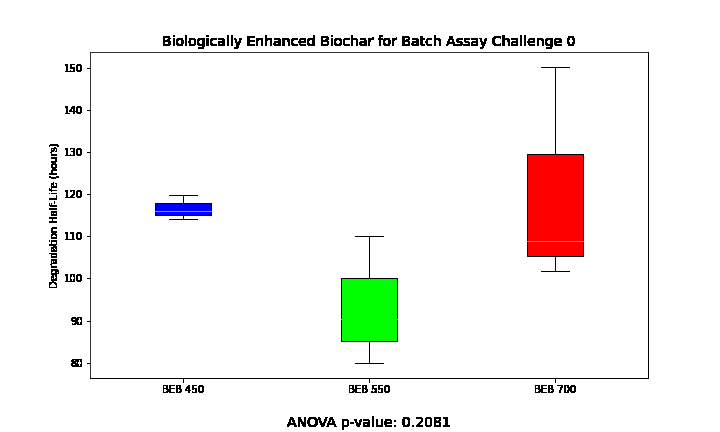 Biologically Enhanced Biochar for Batch Assay Challenge 0
Degradation Half-Life (hours)
150
140
130
120
110
100
90
80
BEB 450 BEB 550 BEB 700
ANOVA p-value: 0.2081